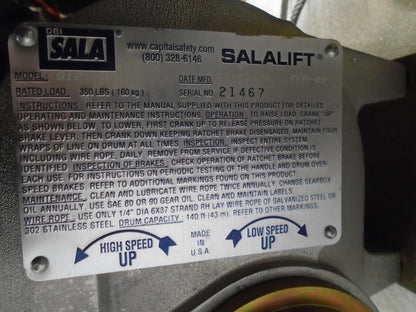 DBI
SALA
www.capitalsafety.com
(800) 328-6146
SALALIFT®
MODEL:
DATE MFD.
RATED LOAD: 350 LBS (160 kg)
SERIAL NO. 21467
INSTRUCTIONS: REFER TO THE MANUAL SUPPLIED WITH THIS PRODUCT FOR DETAILED
OPERATING AND MAINTENANCE INSTRUCTIONS OPERATION: TO RAISE LOAD, CRANK "UP"
AS SHOWN BELOW. TO LOWER, FIRST CRANK UP TO RELEASE PRESSURE ON RATCHET
BRAKE LEVER, THEN CRANK DOWN KEEPING RATCHET BRAKE DISENGAGED. MAINTAIN FOUR
WRAPS OF LINE ON DRUM AT ALL TIMES. INSPECTION: INSPECT ENTIRE SYSTEM,
INCLUDING WIRE ROPE, DAILY. REMOVE FROM SERVICE IF DEFECTIVE CONDITION IS
IDENTIFIED. INSPECTION OF BRAKES: CHECK OPERATION OF RATCHET BRAKE BEFORE
EACH USE. FOR INSTRUCTIONS ON PERIODICALLY TESTING OF THE HANDLE AND OVER-
SPEED BRAKES. REFER TO ADDITIONAL MARKINGS FOUND ON THIS PRODUCT
MAINTENANCE: CLEAN AND LUBRICATE WIRE ROPE TWICE ANNUALLY. CHANGE GEARBOX
OIL ANNUALLY. USE SAE 80 OR 90 GEAR OIL. CLEAN AND MAINTAIN LABELS.
WIRE ROPE: USE ONLY 1/4" DIA 6X37 STRAND RH LAY WIRE ROPE OF GALVANIZED STEEL OR
302 STAINLESS STEEL. DRUM CAPACITY: 140 ft (43 m). REFER TO OTHER MARKINGS.
HIGH SPEED
UP
MADE
IN
U.S.A.
LOW SPEED
UP